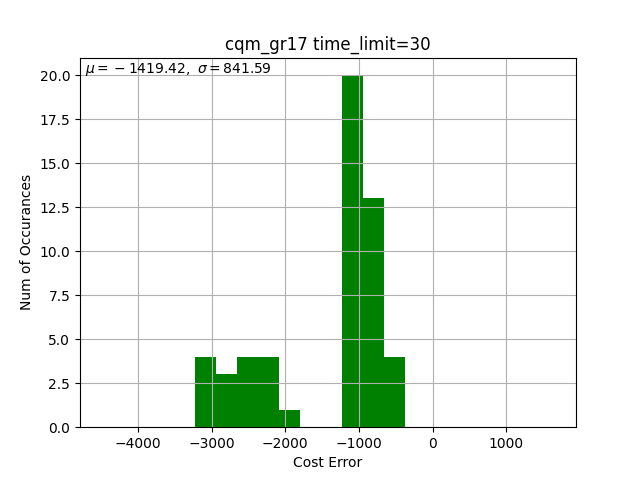 cqm_gr17 time_limit=30
μ = −1419.42, σ = 841.59
20.0
17.5
15.0
12.5
10.0
7.5
5.0
2.5
0.0
Num of Occurances
−4000 −3000 −2000 −1000 0 1000
Cost Error